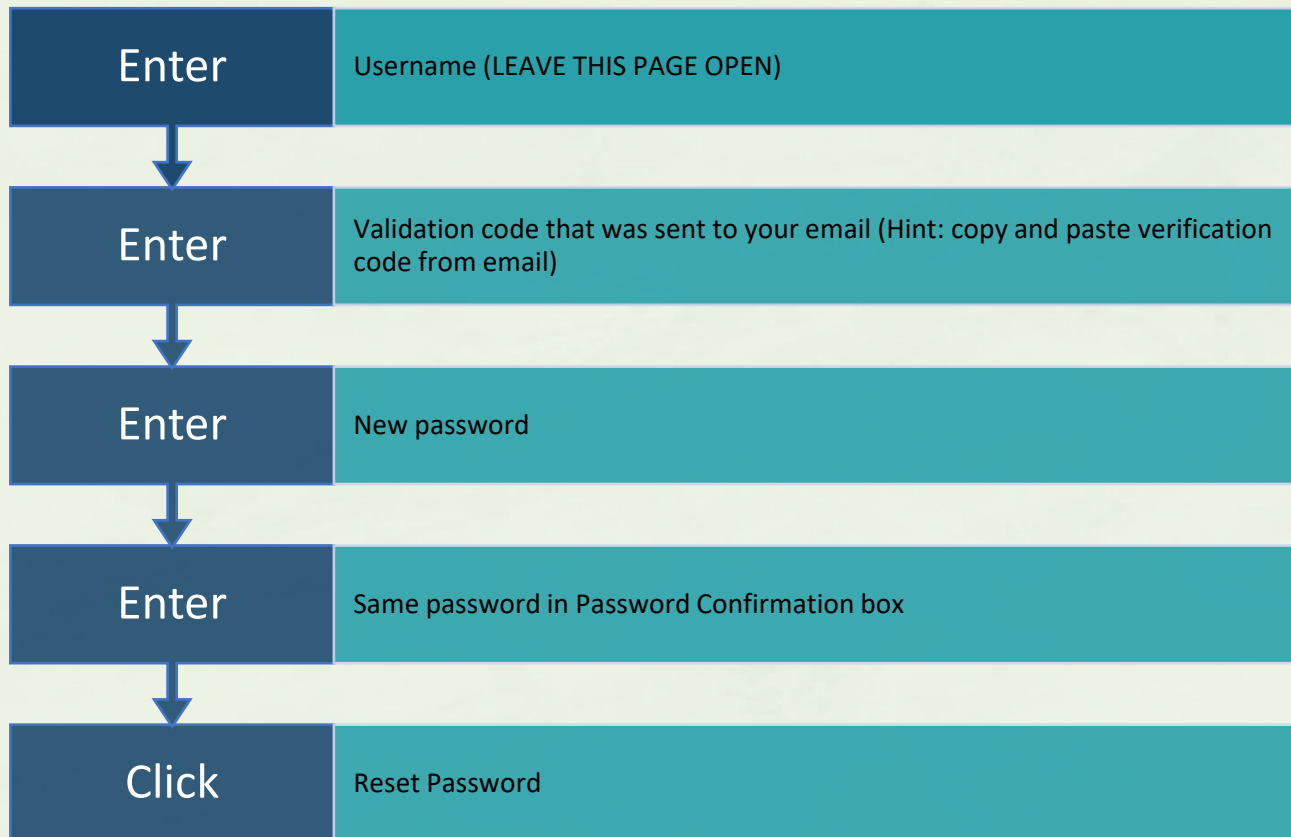 Enter
Username (LEAVE THIS PAGE OPEN)
Enter
Validation code that was sent to your email (Hint: copy and paste verification
code from email)
Enter
New password
Enter
Same password in Password Confirmation box
Click
Reset Password